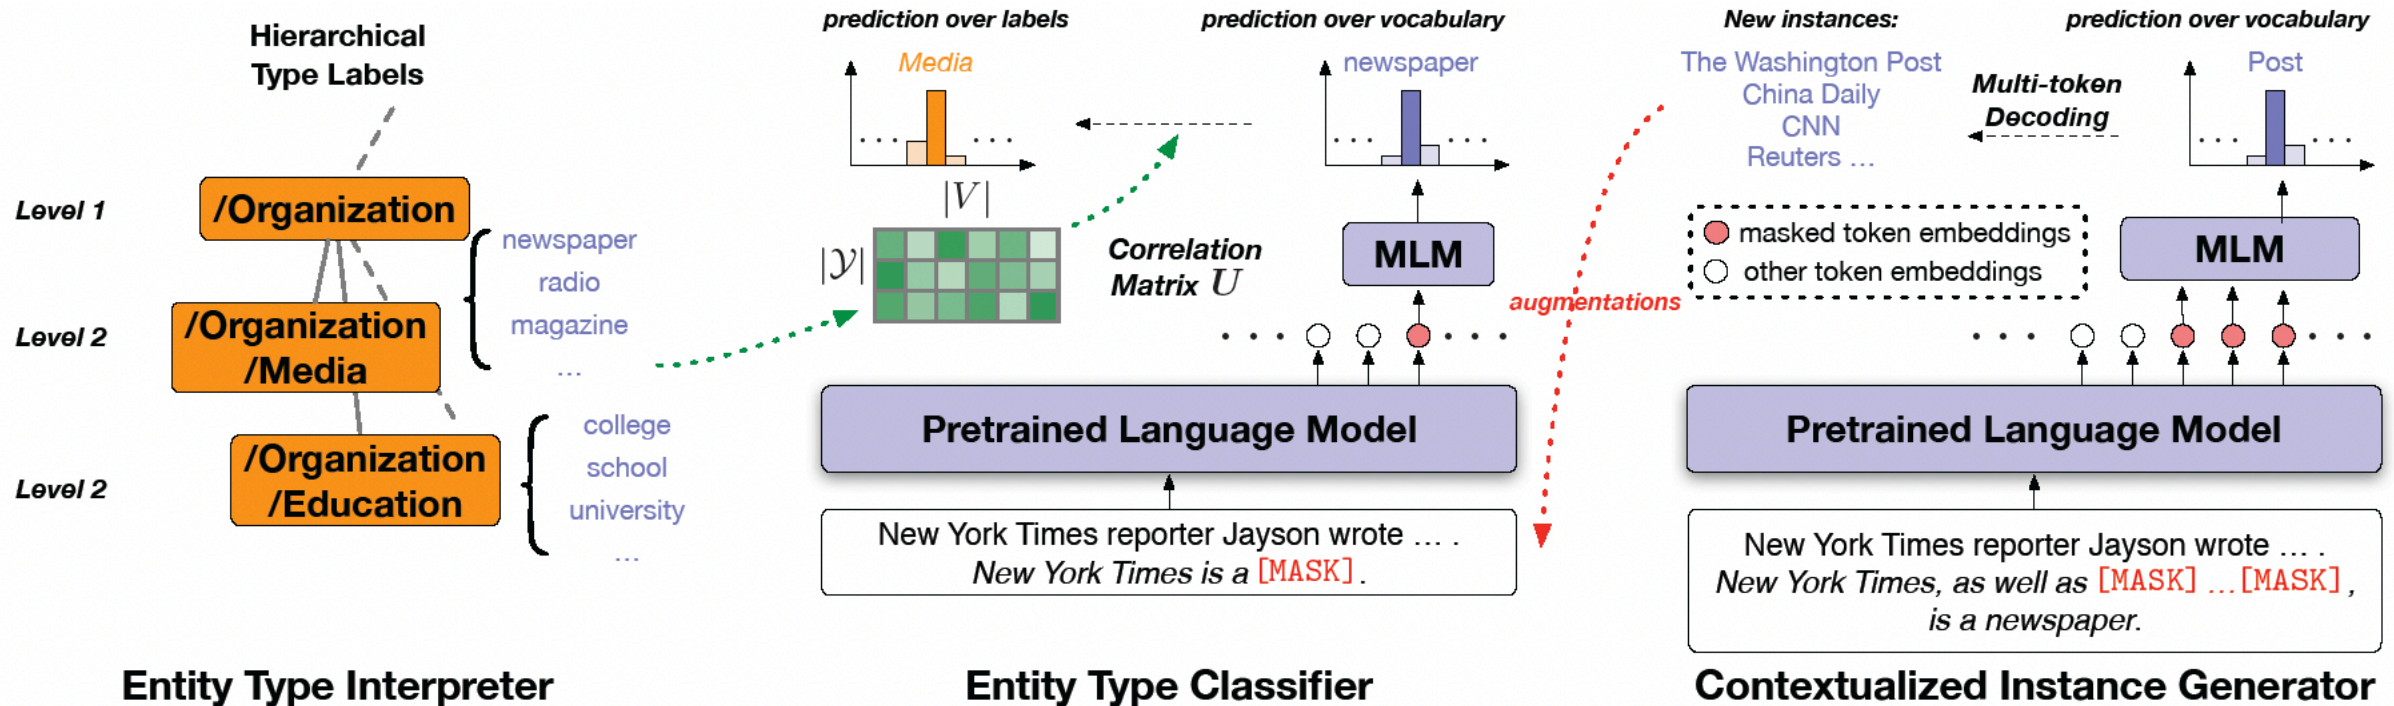 Hierarchical
Type Labels
Level 1
/Organization
newspaper
radio
magazine
...
Level 2
/Organization
/Media
Level 2
/Organization
/Education
college
school
university
...
Entity Type Interpreter
prediction over labels
Media
... ...
prediction over vocabulary
newspaper
... ...
|V|
|𝒴|
Correlation
Matrix U
MLM
... ...
Pretrained Language Model
New York Times reporter Jayson wrote ... .
New York Times is a [MASK] .
Entity Type Classifier
augmentations
New instances:
The Washington Post
China Daily
CNN
Reuters ...
Multi-token
Decoding
prediction over vocabulary
Post
... ...
masked token embeddings
other token embeddings
MLM
... ...
Pretrained Language Model
New York Times reporter Jayson wrote ... .
New York Times, as well as [MASK] ...[MASK] ,
is a newspaper.
Contextualized Instance Generator